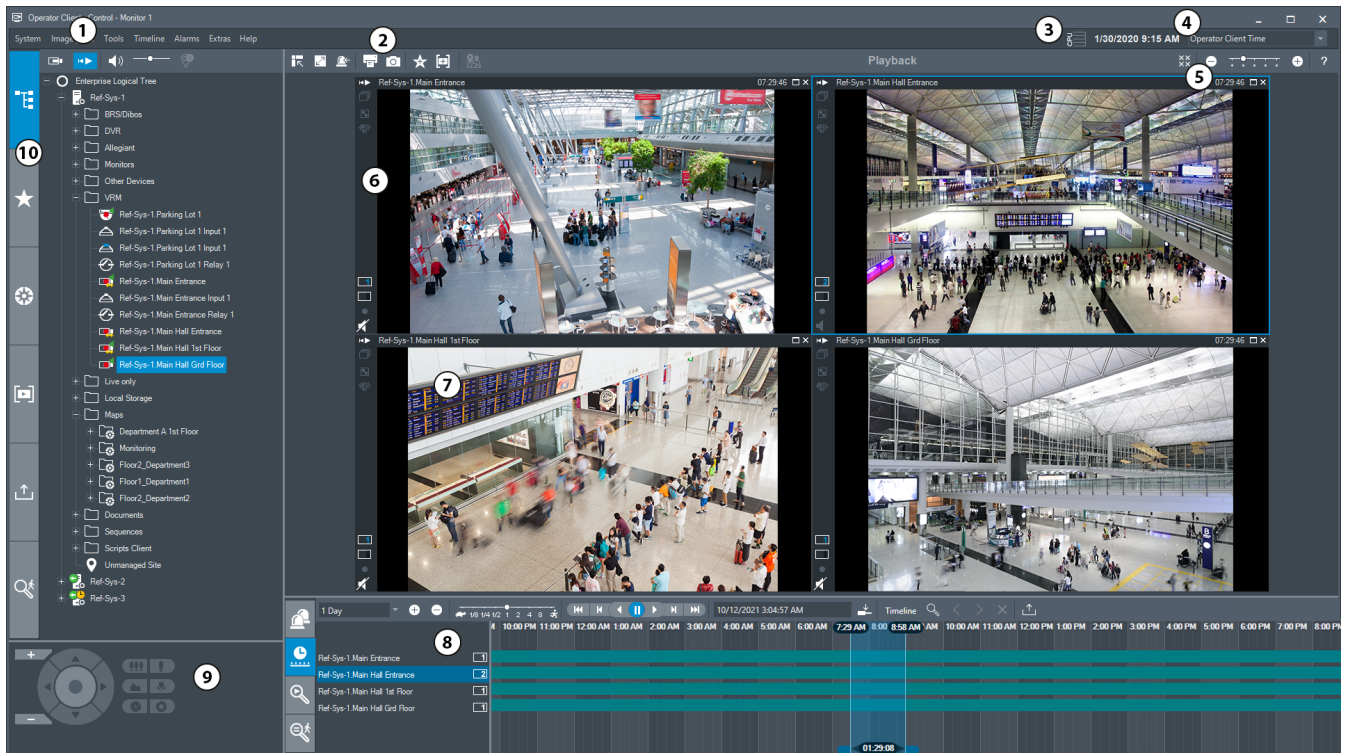 Operator Client - Control - Monitor 1
System Image Tools Timeline Alarms Extras Help
1
2
3
4
1/30/2020 9:15 AM Operator Client Time
Playback
5
?
Enterprise Logical Tree
Ref-Sys-1
BRS/Dibos
DVR
Allegiant
Monitors
Other Devices
VRM
Ref-Sys-1.Parking Lot 1
Ref-Sys-1.Parking Lot 1 Input 1
Ref-Sys-1.Parking Lot 1 Input 1
Ref-Sys-1.Parking Lot 1 Relay 1
Ref-Sys-1.Main Entrance
Ref-Sys-1.Main Entrance Input 1
Ref-Sys-1.Main Entrance Relay 1
Ref-Sys-1.Main Hall Entrance
Ref-Sys-1.Main Hall 1st Floor
Ref-Sys-1.Main Hall Grd Floor
Live only
Local Storage
Maps
Department A 1st Floor
Monitoring
Floor2_Department3
Floor1_Department1
Floor2_Department2
Documents
Sequences
Scripts Client
Unmanaged Site
Ref-Sys-2
Ref-Sys-3
10
9
Ref-Sys-1.Main Entrance 07:29:46
6
1
Ref-Sys-1.Main Hall Entrance 07:29:46
2
Ref-Sys-1.Main Hall 1st Floor
7
1
Ref-Sys-1.Main Hall Grd Floor 07:29:46
1
B
1 Day
1/8 1/4 1/2 1 2 4 8
10/12/2021 3:04:57 AM
Timeline
8
10:00 PM 11:00 PM 12:00 AM 1:00 AM 2:00 AM 3:00 AM 4:00 AM 5:00 AM 6:00 AM 7:29 AM 8:00 8:58 AM AM 10:00 AM 11:00 AM 12:00 PM 1:00 PM 2:00 PM 3:00 PM 4:00 PM 5:00 PM 6:00 PM 7:00 PM 8:00 PM
Ref-Sys-1.Main Entrance 1
Ref-Sys-1.Main Hall Entrance 2
Ref-Sys-1.Main Hall 1st Floor 1
Ref-Sys-1.Main Hall Grd Floor 1
01:29:08